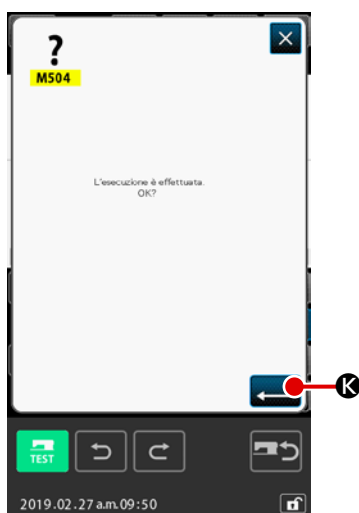 ?
M504
L'esecuzione è effettuata.
OK?
K
TEST
2019.02.27 a.m.09:50